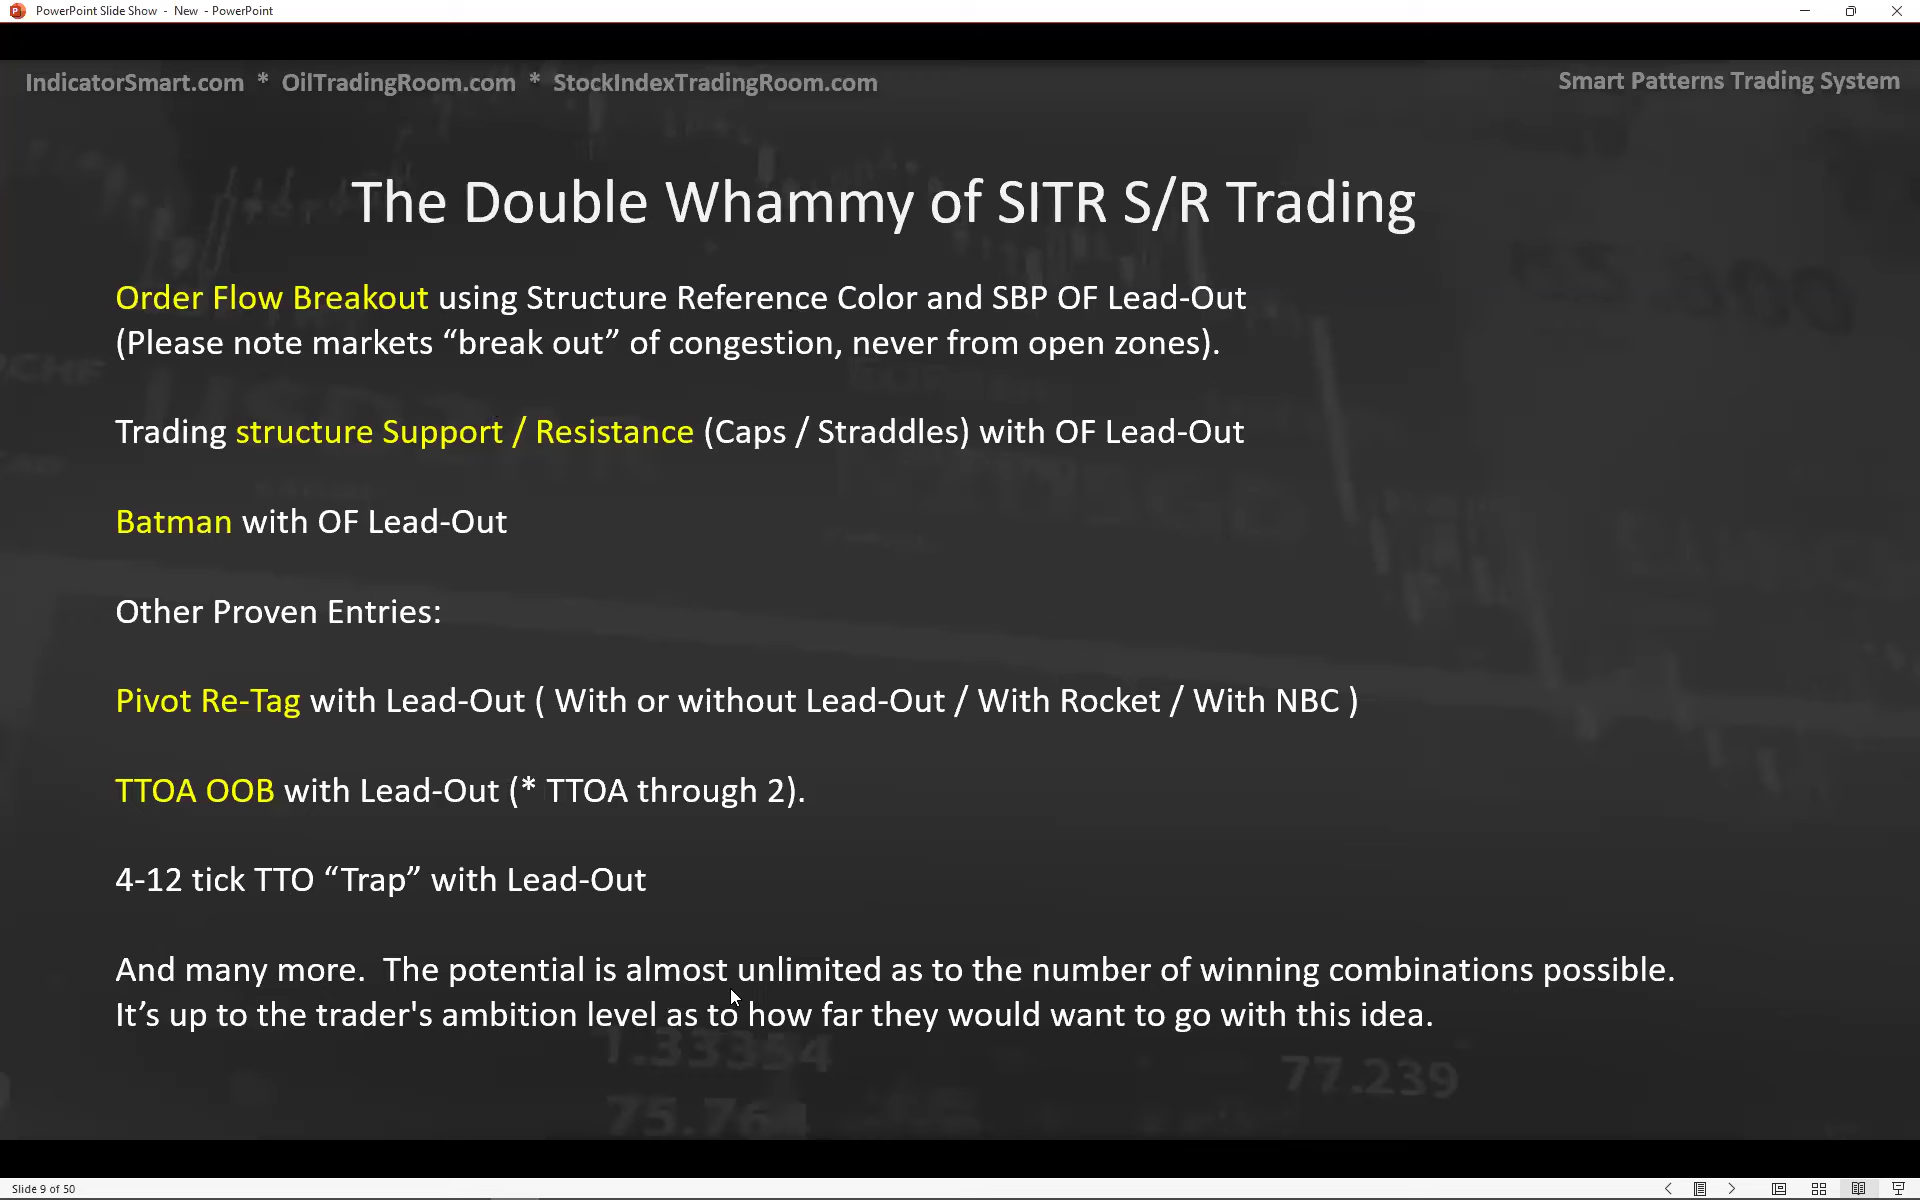 PowerPoint Slide Show - New - PowerPoint
IndicatorSmart.com * OilTradingRoom.com * StockIndexTradingRoom.com
Smart Patterns Trading System
The Double Whammy of SITR S/R Trading
Order Flow Breakout using Structure Reference Color and SBP OF Lead-Out
(Please note markets “break out” of congestion, never from open zones).
Trading structure Support / Resistance (Caps / Straddles) with OF Lead-Out
Batman with OF Lead-Out
Other Proven Entries:
Pivot Re-Tag with Lead-Out ( With or without Lead-Out / With Rocket / With NBC )
TTOA OOB with Lead-Out (* TTOA through 2).
4-12 tick TTO “Trap” with Lead-Out
And many more.  The potential is almost unlimited as to the number of winning combinations possible.
It’s up to the trader's ambition level as to how far they would want to go with this idea.
1.33354
77.239
75.764
Slide 9 of 50